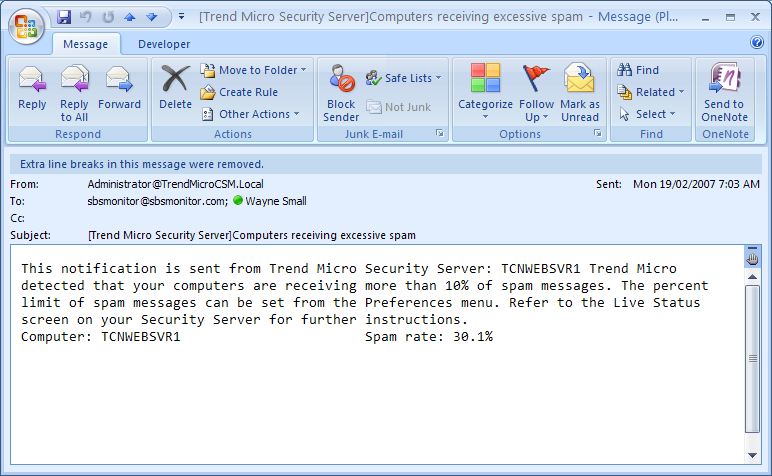 [Trend Micro Security Server]Computers receiving excessive spam - Message (Pl...
Message Developer
Reply
Reply to All
Forward
Respond
Delete
Move to Folder
Create Rule
Other Actions
Actions
Block Sender
Safe Lists
Not Junk
Junk E-mail
Categorize
Follow Up
Mark as Unread
Options
Find
Related
Select
Find
Send to OneNote
OneNote
Extra line breaks in this message were removed.
From: Administrator@TrendMicroCSM.Local Sent: Mon 19/02/2007 7:03 AM
To: sbsmonitor@sbsmonitor.com; Wayne Small
Cc:
Subject: [Trend Micro Security Server]Computers receiving excessive spam
This notification is sent from Trend Micro Security Server: TCNWEBSVR1 Trend Micro
detected that your computers are receiving more than 10% of spam messages. The percent
limit of spam messages can be set from the Preferences menu. Refer to the Live Status
screen on your Security Server for further instructions.
Computer: TCNWEBSVR1 Spam rate: 30.1%